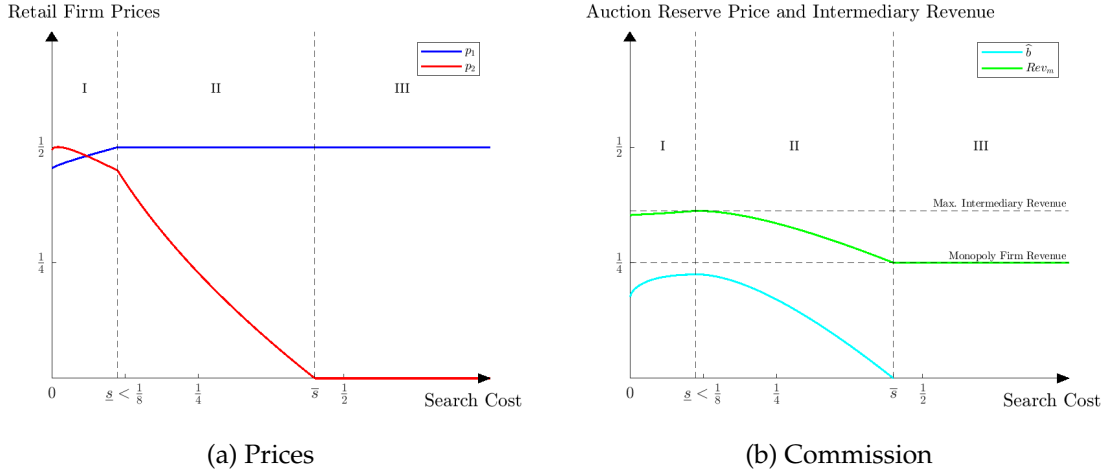 Retail Firm Prices
p₁
p₂
I
II
III
1/2
1/4
0
s̲ < 1/8
1/4
s̅
1/2
Search Cost
(a) Prices
Auction Reserve Price and Intermediary Revenue
b̂
Revₘ
I
II
III
1/2
Max. Intermediary Revenue
1/4
Monopoly Firm Revenue
0
s̲ < 1/8
1/4
s̅
1/2
Search Cost
(b) Commission